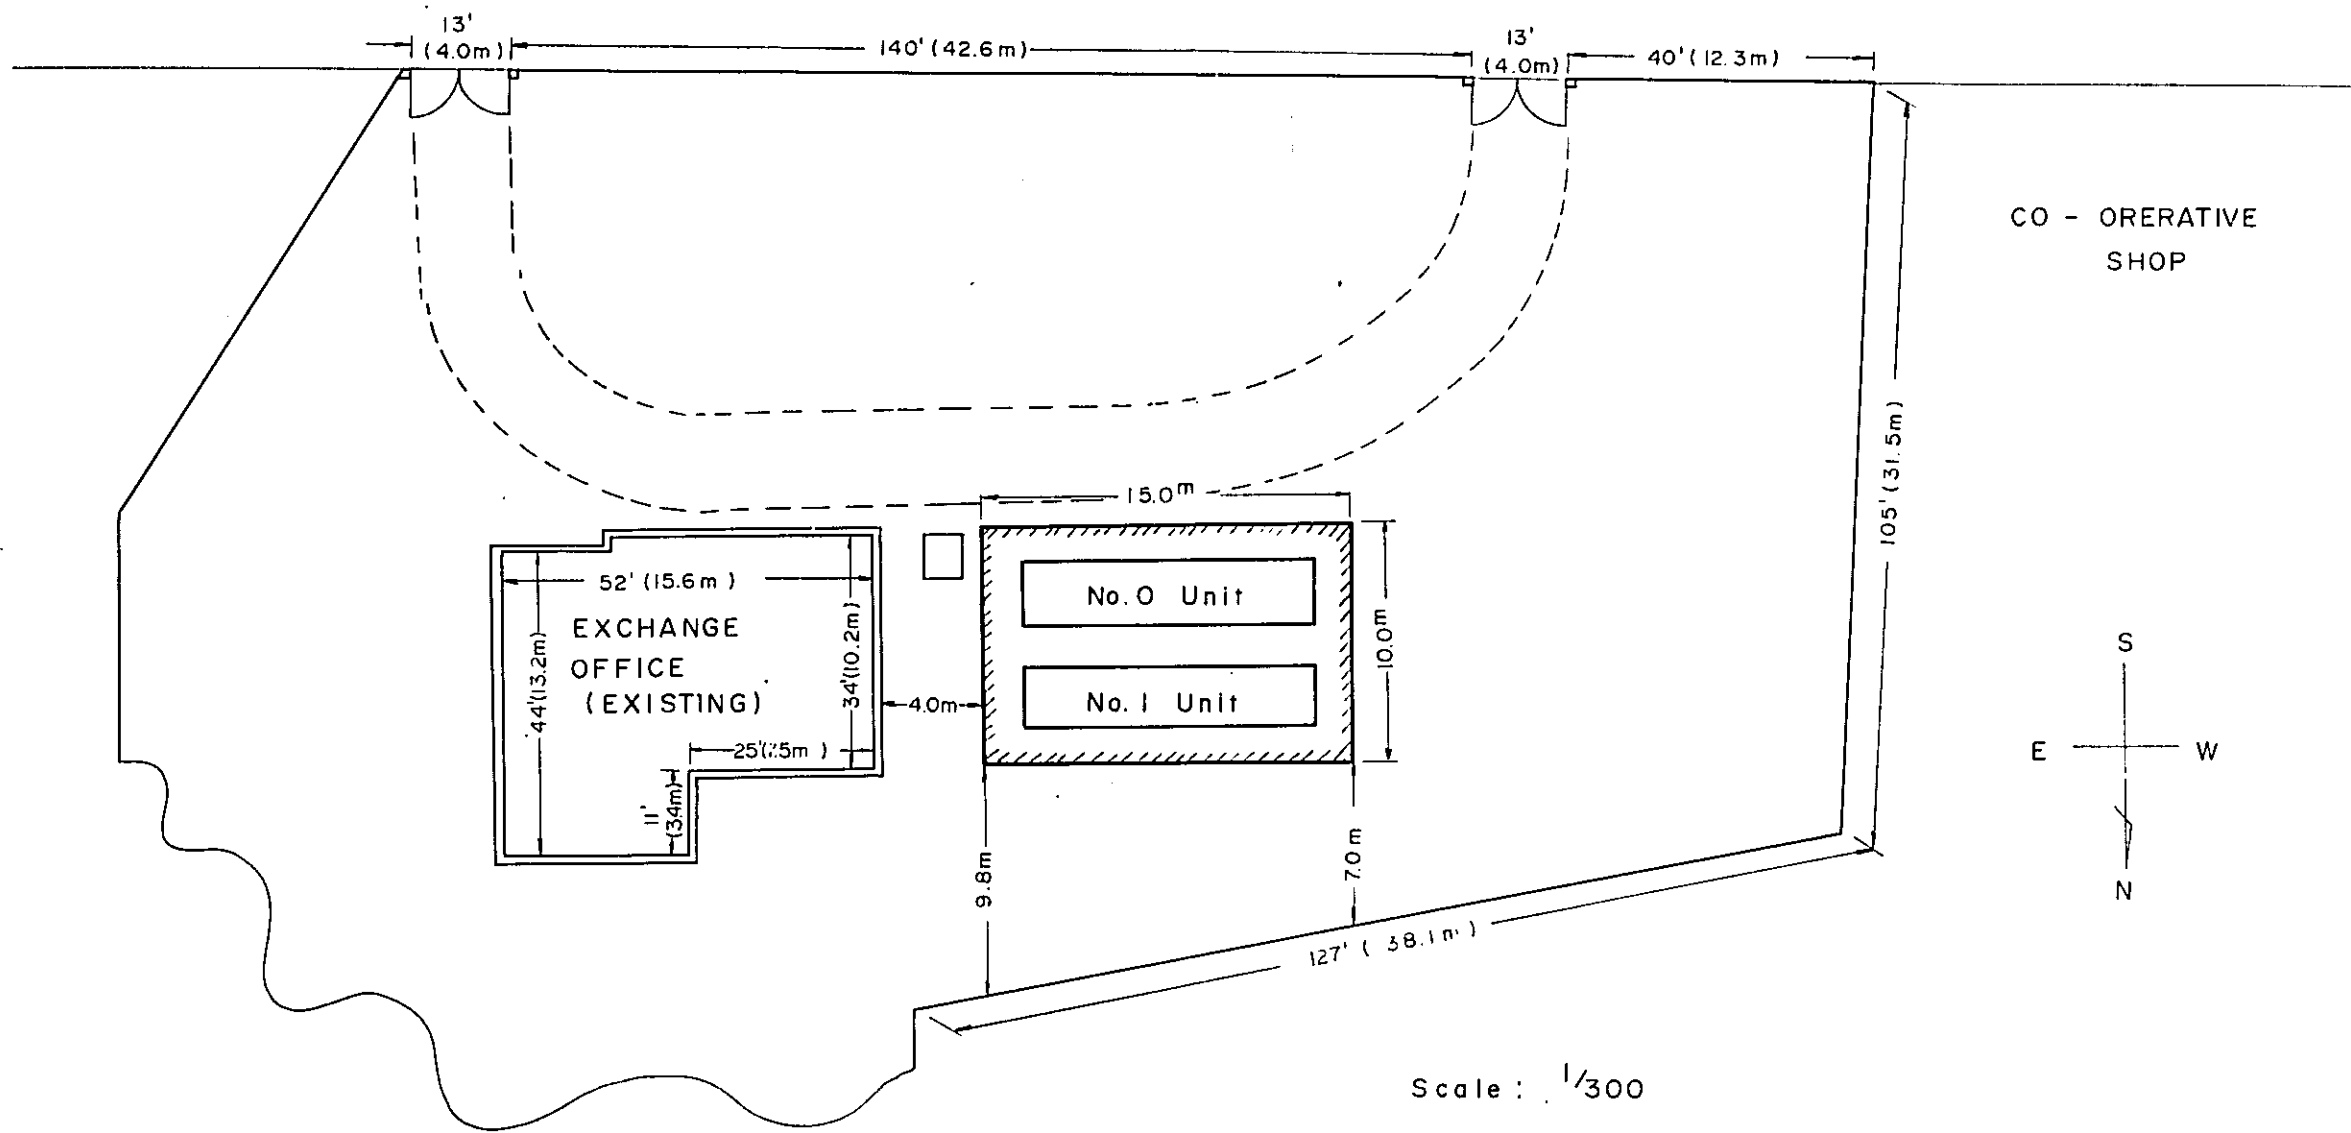 13'
(4.0m)
140' (42.6m)
13'
(4.0m)
40' (12.3m)
CO - ORERATIVE
SHOP
105' (31.5m)
15.0m
52' (15.6m)
EXCHANGE
OFFICE
(EXISTING)
44' (13.2m)
34' (10.2m)
25'
11'
(3.4m)
4.0m
No. 0 Unit
No. 1 Unit
10.0m
9.8m
7.0m
127' (38.1m)
S
E W
N
Scale: 1/300